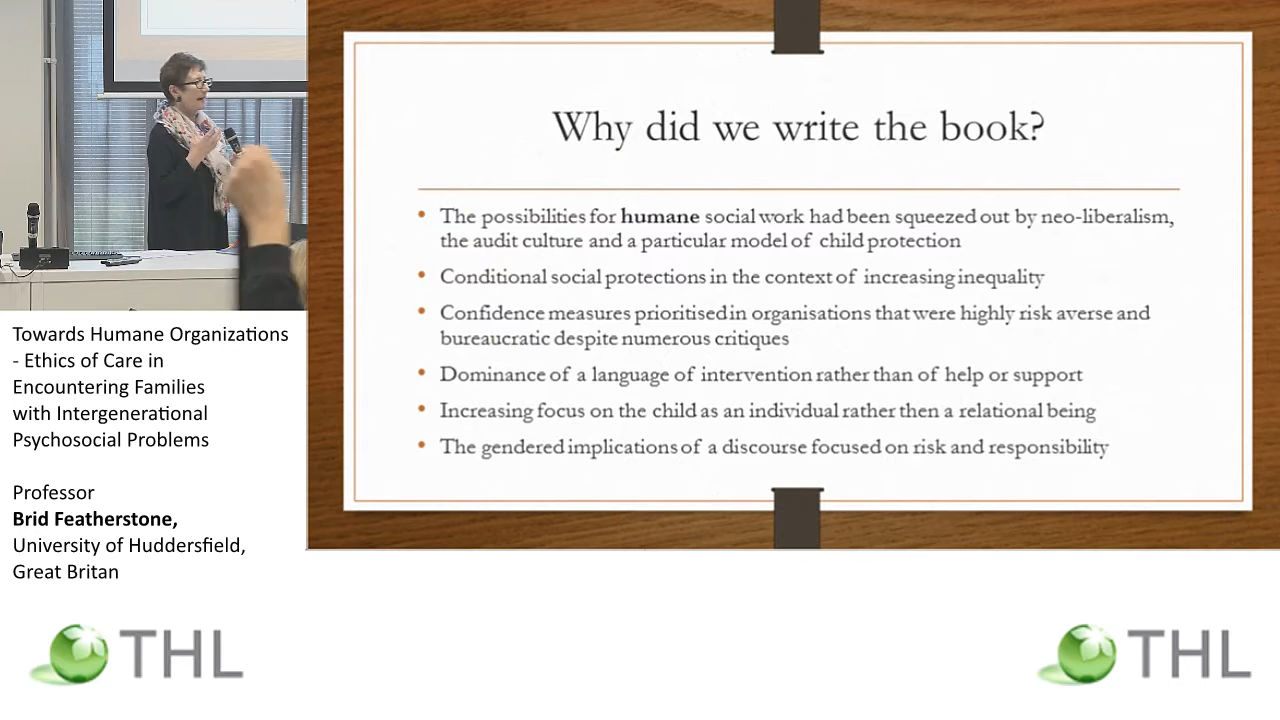 Towards Humane Organizations
- Ethics of Care in
Encountering Families
with Intergenerational
Psychosocial Problems
Professor
Brid Featherstone,
University of Huddersfield,
Great Britan
Why did we write the book?
• The possibilities for humane social work had been squeezed out by neo-liberalism,
the audit culture and a particular model of child protection
• Conditional social protections in the context of increasing inequality
• Confidence measures prioritised in organisations that were highly risk averse and
bureaucratic despite numerous critiques
• Dominance of a language of intervention rather than of help or support
• Increasing focus on the child as an individual rather then a relational being
• The gendered implications of a discourse focused on risk and responsibility
THL
THL